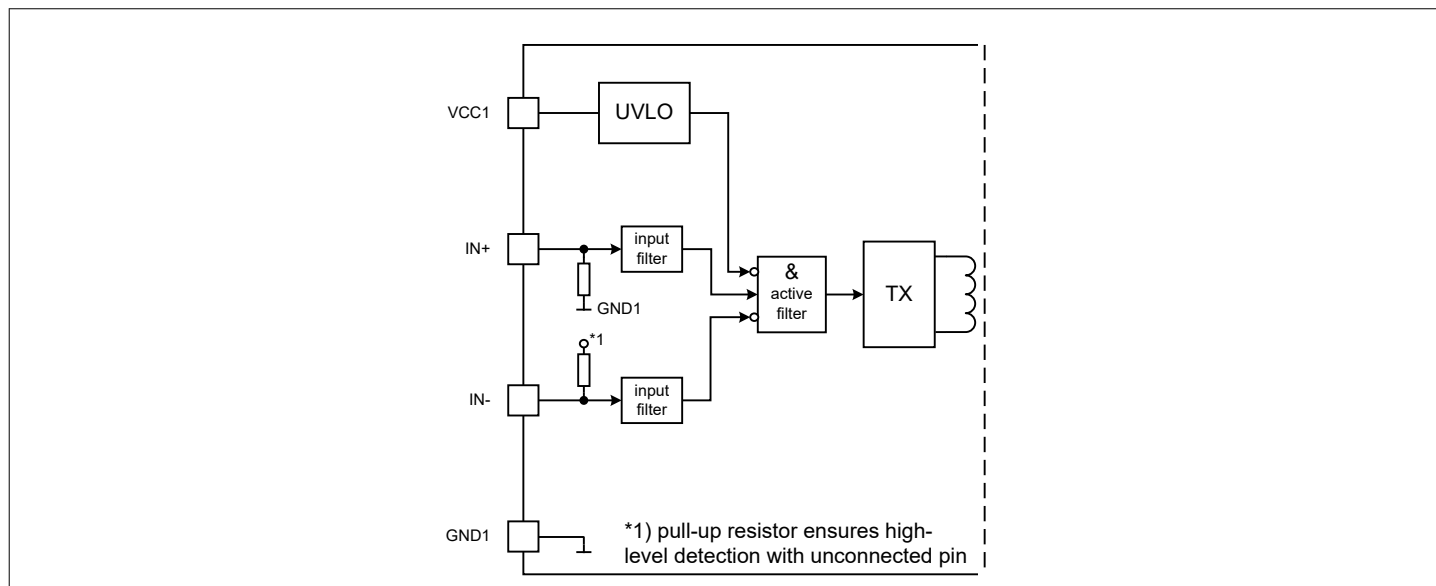 VCC1
UVLO
IN+
input
filter
GND1
&
active
filter
TX
*1
IN-
input
filter
GND1
*1) pull-up resistor ensures high-
level detection with unconnected pin